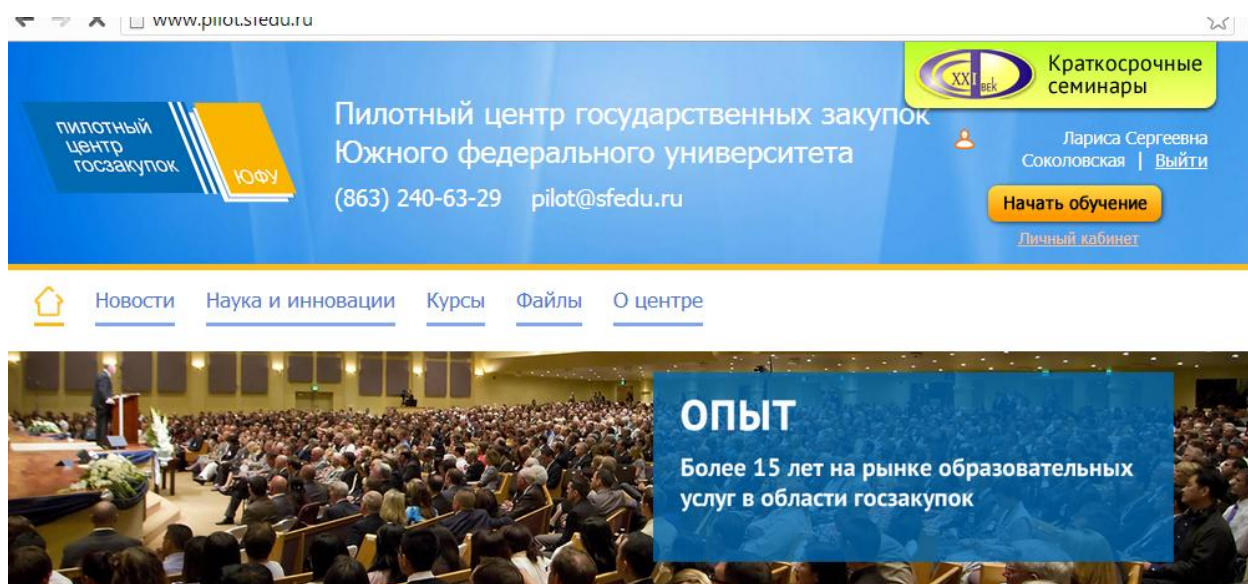 www.pilot.sfedu.ru
XXI век
Краткосрочные
семинары
пилотный
центр
госзакупок
ЮФУ
Пилотный центр государственных закупок
Южного федерального университета
(863) 240-63-29 pilot@sfedu.ru
Лариса Сергеевна
Соколовская | Выйти
Начать обучение
Личный кабинет
Новости Наука и инновации Курсы Файлы О центре
ОПЫТ
Более 15 лет на рынке образовательных
услуг в области госзакупок